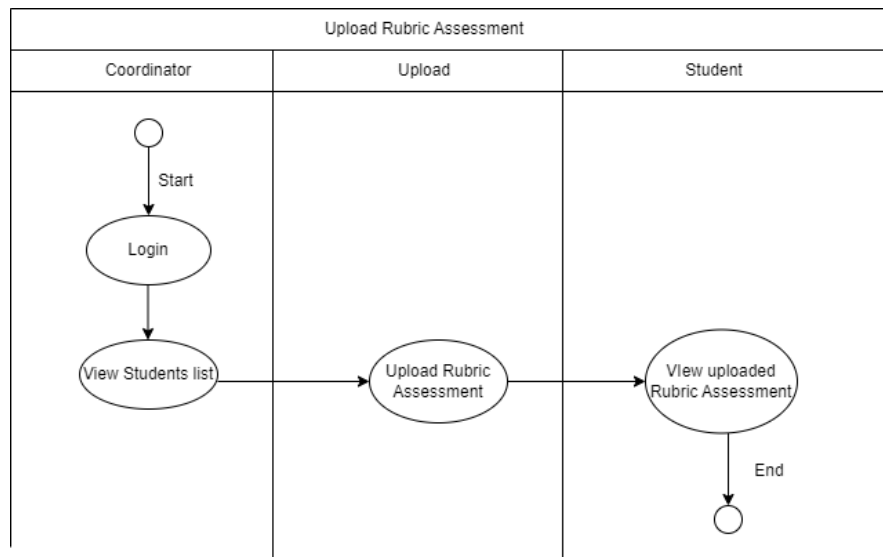 Upload Rubric Assessment
Coordinator
Upload
Student
Start
Login
View Students list
Upload Rubric
Assessment
VIew uploaded
Rubric Assessment
End